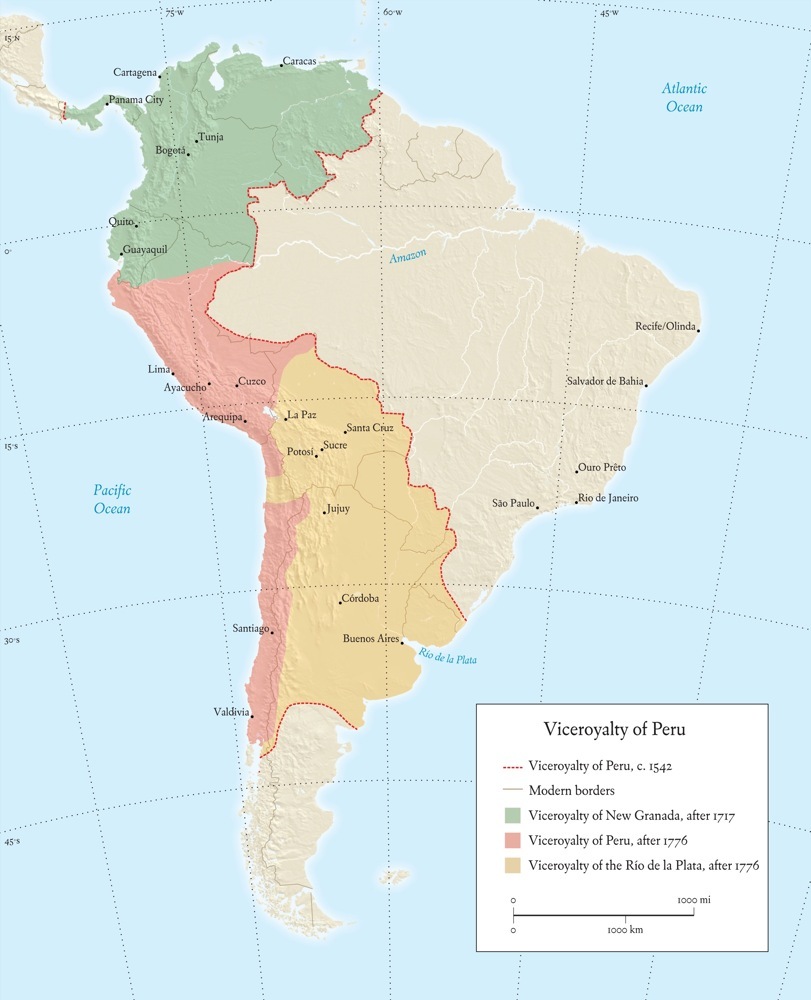 75°W
60°W
45°W
15°N
Caracas
Cartagena
Panama City
Atlantic
Ocean
Tunja
Bogotá
Quito
0°
Guayaquil
Amazon
Recife/Olinda
Lima
Ayacucho
Cuzco
Salvador de Bahia
Arequipa
La Paz
Santa Cruz
15°S
Sucre
Potosí
Ouro Prêto
Pacific
Ocean
São Paulo
Rio de Janeiro
Jujuy
Córdoba
Santiago
30°S
Buenos Aires
Río de la Plata
Valdivia
45°S
Viceroyalty of Peru
Viceroyalty of Peru, c. 1542
Modern borders
Viceroyalty of New Granada, after 1717
Viceroyalty of Peru, after 1776
Viceroyalty of the Río de la Plata, after 1776
0 1000 mi
0 1000 km